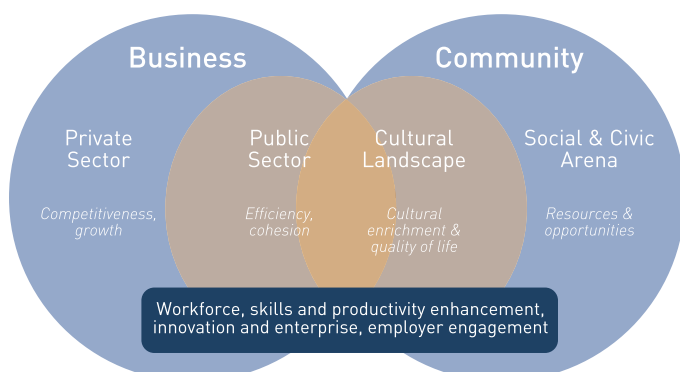 Business
Community
Private
Sector
Public
Sector
Cultural
Landscape
Social & Civic
Arena
Competitiveness,
growth
Efficiency,
cohesion
Cultural
enrichment &
quality of life
Resources &
opportunities
Workforce, skills and productivity enhancement,
innovation and enterprise, employer engagement